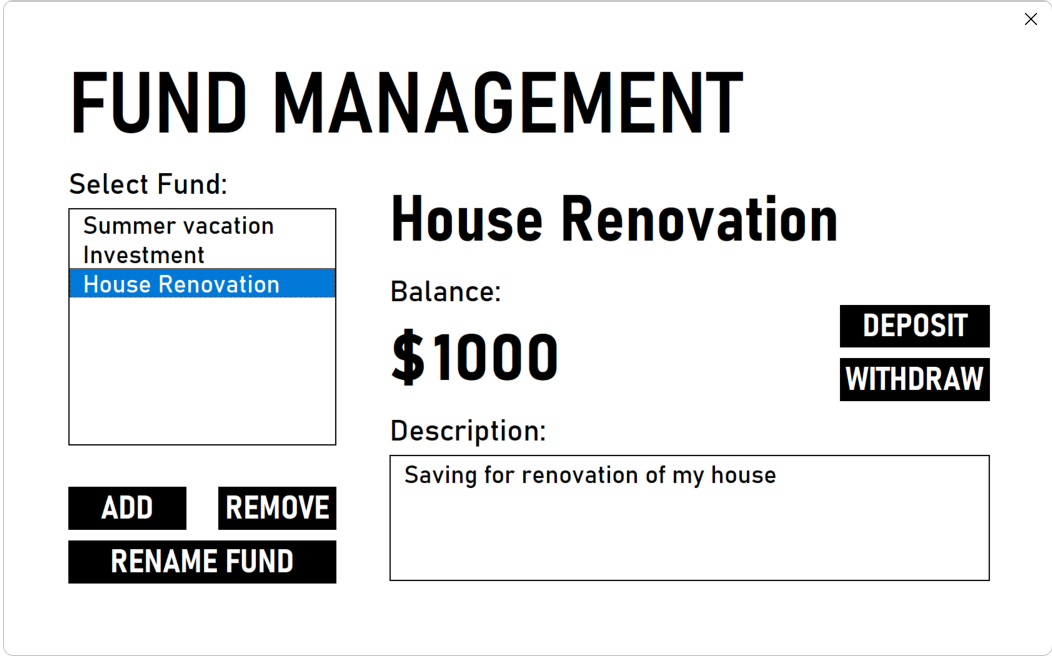 FUND MANAGEMENT
Select Fund:
Summer vacation
Investment
House Renovation
ADD
REMOVE
RENAME FUND
House Renovation
Balance:
$1000
DEPOSIT
WITHDRAW
Description:
Saving for renovation of my house